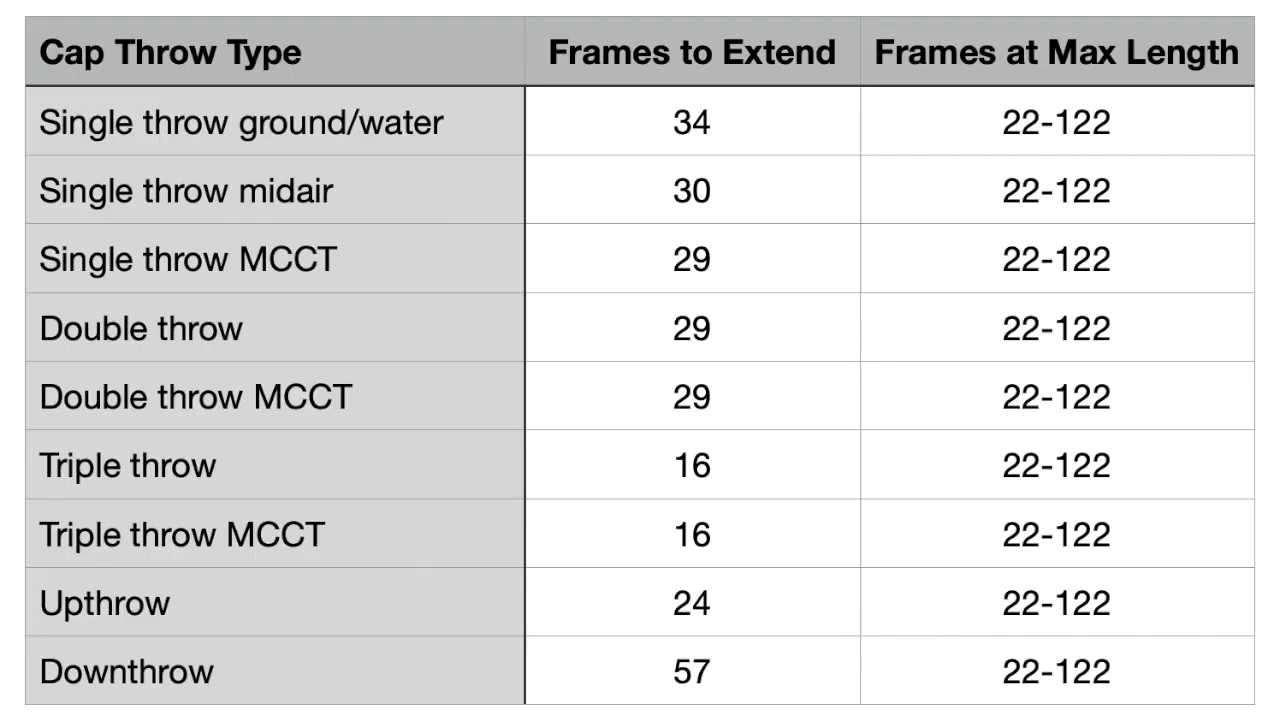 Cap Throw Type Frames to Extend Frames at Max Length
Single throw ground/water 34 22-122
Single throw midair 30 22-122
Single throw MCCT 29 22-122
Double throw 29 22-122
Double throw MCCT 29 22-122
Triple throw 16 22-122
Triple throw MCCT 16 22-122
Upthrow 24 22-122
Downthrow 57 22-122